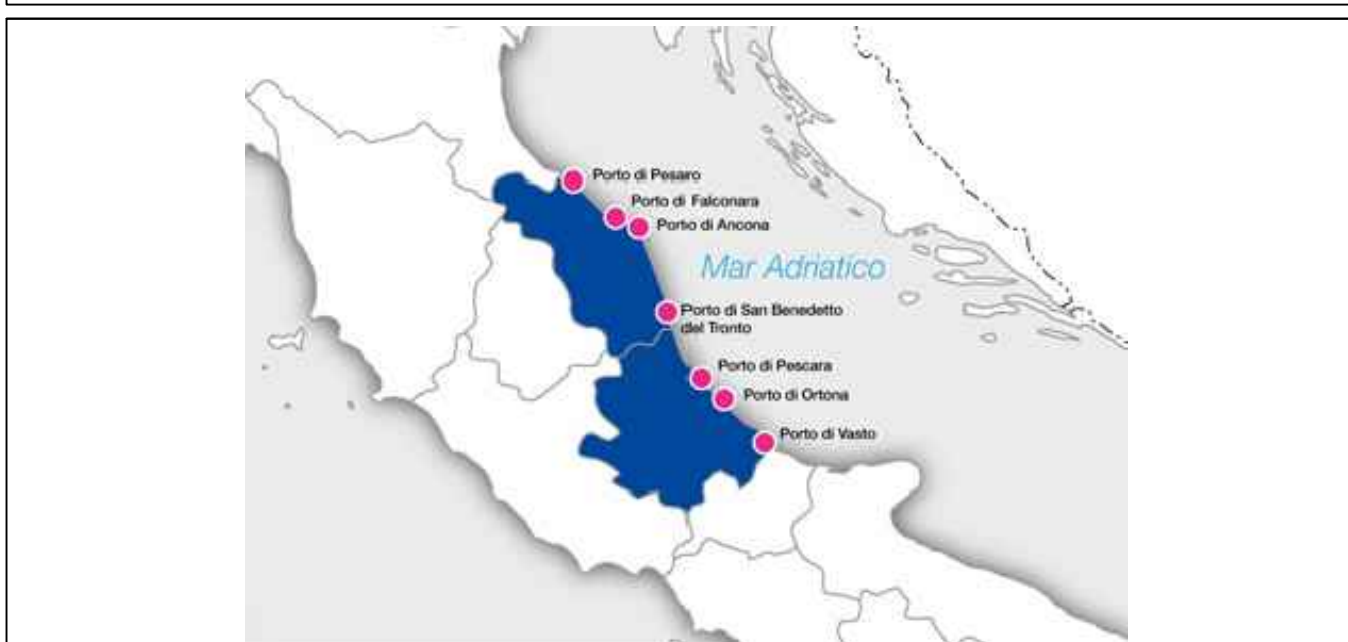 Porto di Pesaro
Porto di Falconara
Porto di Ancona
Mar Adriatico
Porto di San Benedetto
del Tronto
Porto di Pescara
Porto di Ortona
Porto di Vasto